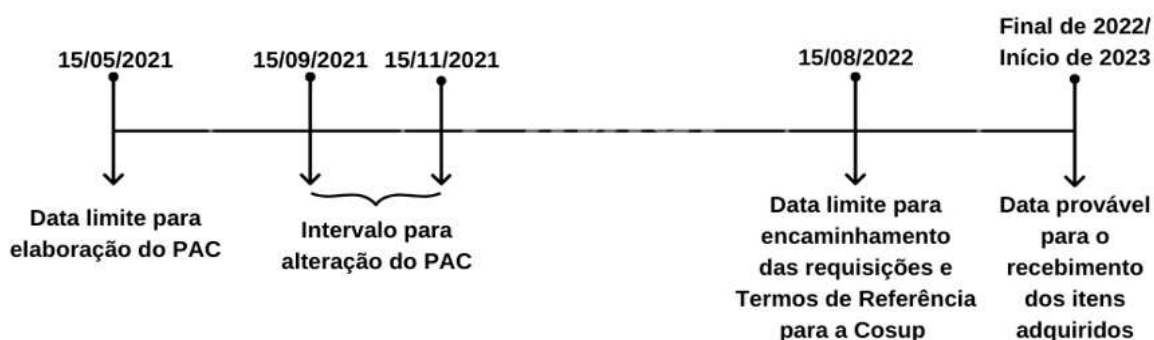 15/05/2021
Data limite para
elaboração do PAC
15/09/2021
15/11/2021
Intervalo para
alteração do PAC
15/08/2022
Data limite para
encaminhamento
das requisições e
Termos de Referência
para a Cosup
Final de 2022/
Início de 2023
Data provável
para o
recebimento
dos itens
adquiridos